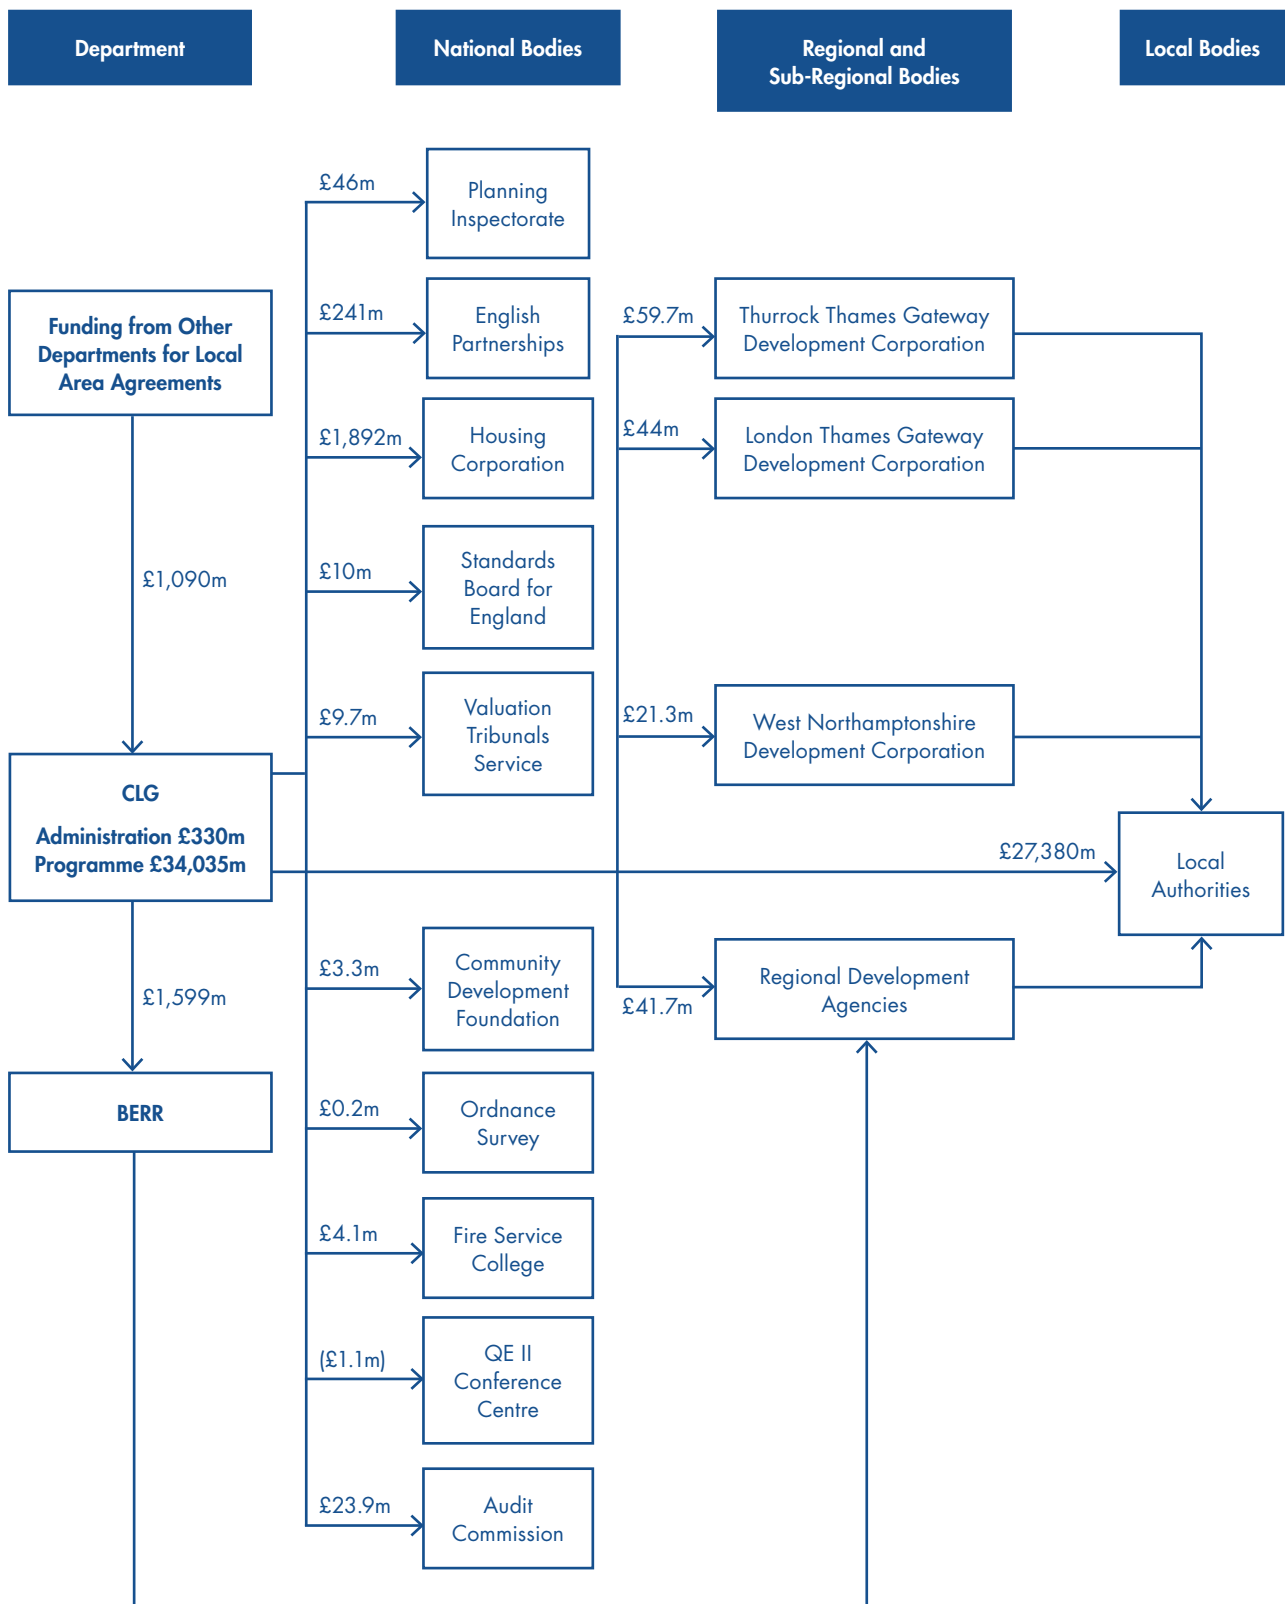 Department
National Bodies
Regional and
Sub-Regional Bodies
Local Bodies
£46m
Planning
Inspectorate
£241m
English
Partnerships
£59.7m
Thurrock Thames Gateway
Development Corporation
Funding from Other
Departments for Local
Area Agreements
£1,892m
Housing
Corporation
£44m
London Thames Gateway
Development Corporation
£1,090m
£10m
Standards
Board for
England
£9.7m
Valuation
Tribunals
Service
£21.3m
West Northamptonshire
Development Corporation
CLG
Administration £330m
Programme £34,035m
£27,380m
Local
Authorities
£1,599m
£3.3m
Community
Development
Foundation
£41.7m
Regional Development
Agencies
BERR
£0.2m
Ordnance
Survey
£4.1m
Fire Service
College
(£1.1m)
QE II
Conference
Centre
£23.9m
Audit
Commission